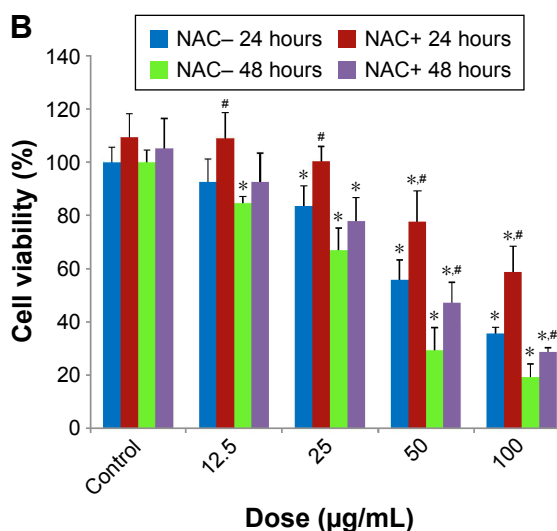 B
NAC– 24 hours NAC+ 24 hours
NAC– 48 hours NAC+ 48 hours
Cell viability (%)
140
120
100
80
60
40
20
0
#
*
* # * *
* *,# * *,#
* *,# * *,#
Control 12.5 25 50 100
Dose (µg/mL)